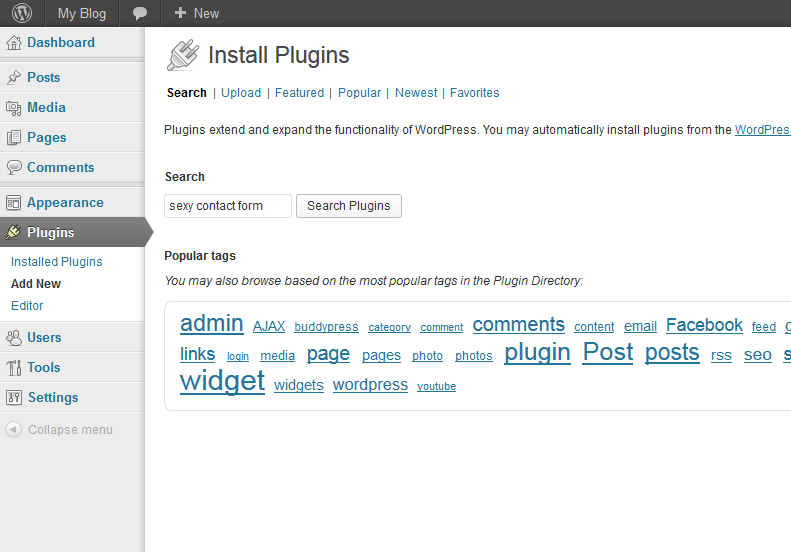 My Blog + New
Dashboard
Posts
Media
Pages
Comments
Appearance
Plugins
Installed Plugins
Add New
Editor
Users
Tools
Settings
Collapse menu
Install Plugins
Search | Upload | Featured | Popular | Newest | Favorites
Plugins extend and expand the functionality of WordPress. You may automatically install plugins from the WordPres
Search
sexy contact form Search Plugins
Popular tags
You may also browse based on the most popular tags in the Plugin Directory:
admin AJAX buddypress category comment comments content email Facebook feed
links login media page pages photo photos plugin Post posts rss seo s
widget widgets wordpress youtube